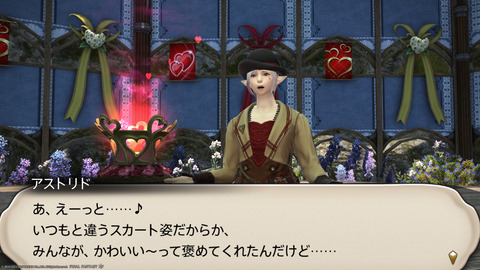 アストリド
あ、えーっと……♪
いつもと違うスカート姿だからか、
みんなが、かわいい～って褒めてくれたんだけど……